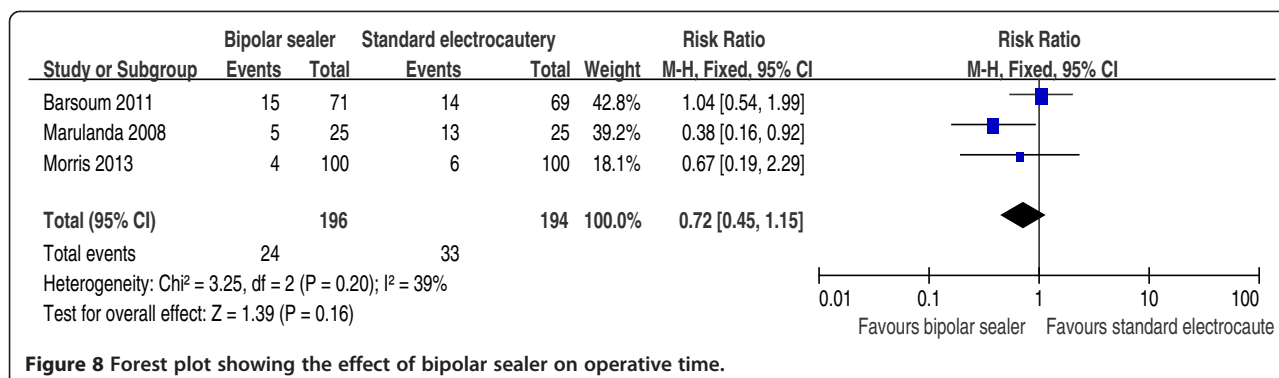 Bipolar sealer Standard electrocautery Risk Ratio Risk Ratio
Study or Subgroup Events Total Events Total Weight M-H, Fixed, 95% CI M-H, Fixed, 95% CI
Barsoum 2011 15 71 14 69 42.8% 1.04 [0.54, 1.99]
Marulanda 2008 5 25 13 25 39.2% 0.38 [0.16, 0.92]
Morris 2013 4 100 6 100 18.1% 0.67 [0.19, 2.29]
Total (95% CI) 196 194 100.0% 0.72 [0.45, 1.15]
Total events 24 33
Heterogeneity: Chi² = 3.25, df = 2 (P = 0.20); I² = 39%
Test for overall effect: Z = 1.39 (P = 0.16)
0.01 0.1 1 10 100
Favours bipolar sealer Favours standard electrocaute
Figure 8 Forest plot showing the effect of bipolar sealer on operative time.